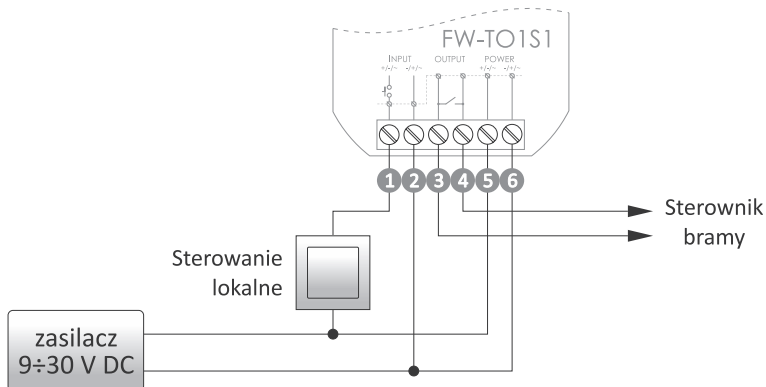 FW-TO1S1
INPUT OUTPUT POWER
+/-/~ -/+/~ +/-/~ -/+/~
1 2 3 4 5 6
Sterownik
bramy
Sterowanie
lokalne
zasilacz
9÷30 V DC